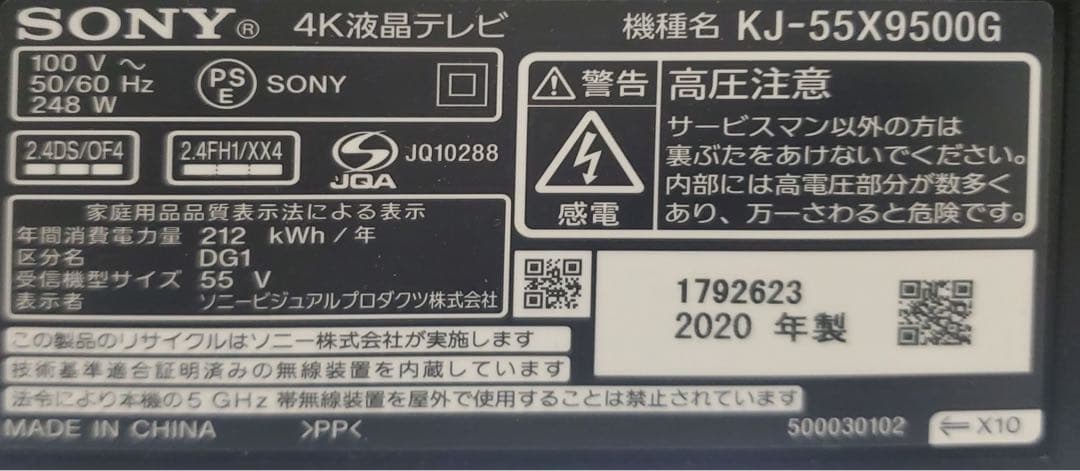 SONY® 4K液晶テレビ 機種名 KJ-55X9500G
100 V ～
50/60 Hz
248 W
PSE SONY
2.4DS/OF4
2.4FH1/XX4
JQA
JQ10288
家庭用品品質表示法による表示
年間消費電力量 212 kWh/年
区分名 DG1
受信機型サイズ 55 V
表示者 ソニービジュアルプロダクツ株式会社
警告
感電
高圧注意
サービスマン以外の方は
裏ぶたをあけないでください。
内部には高電圧部分が数多く
あり、万一さわると危険です。
1792623
2020 年製
この製品のリサイクルはソニー株式会社が実施します
技術基準適合証明済みの無線装置を内蔵しています
法令により本機の5 GHz 帯無線装置を屋外で使用することは禁止されています
MADE IN CHINA >PP<
500030102
X10